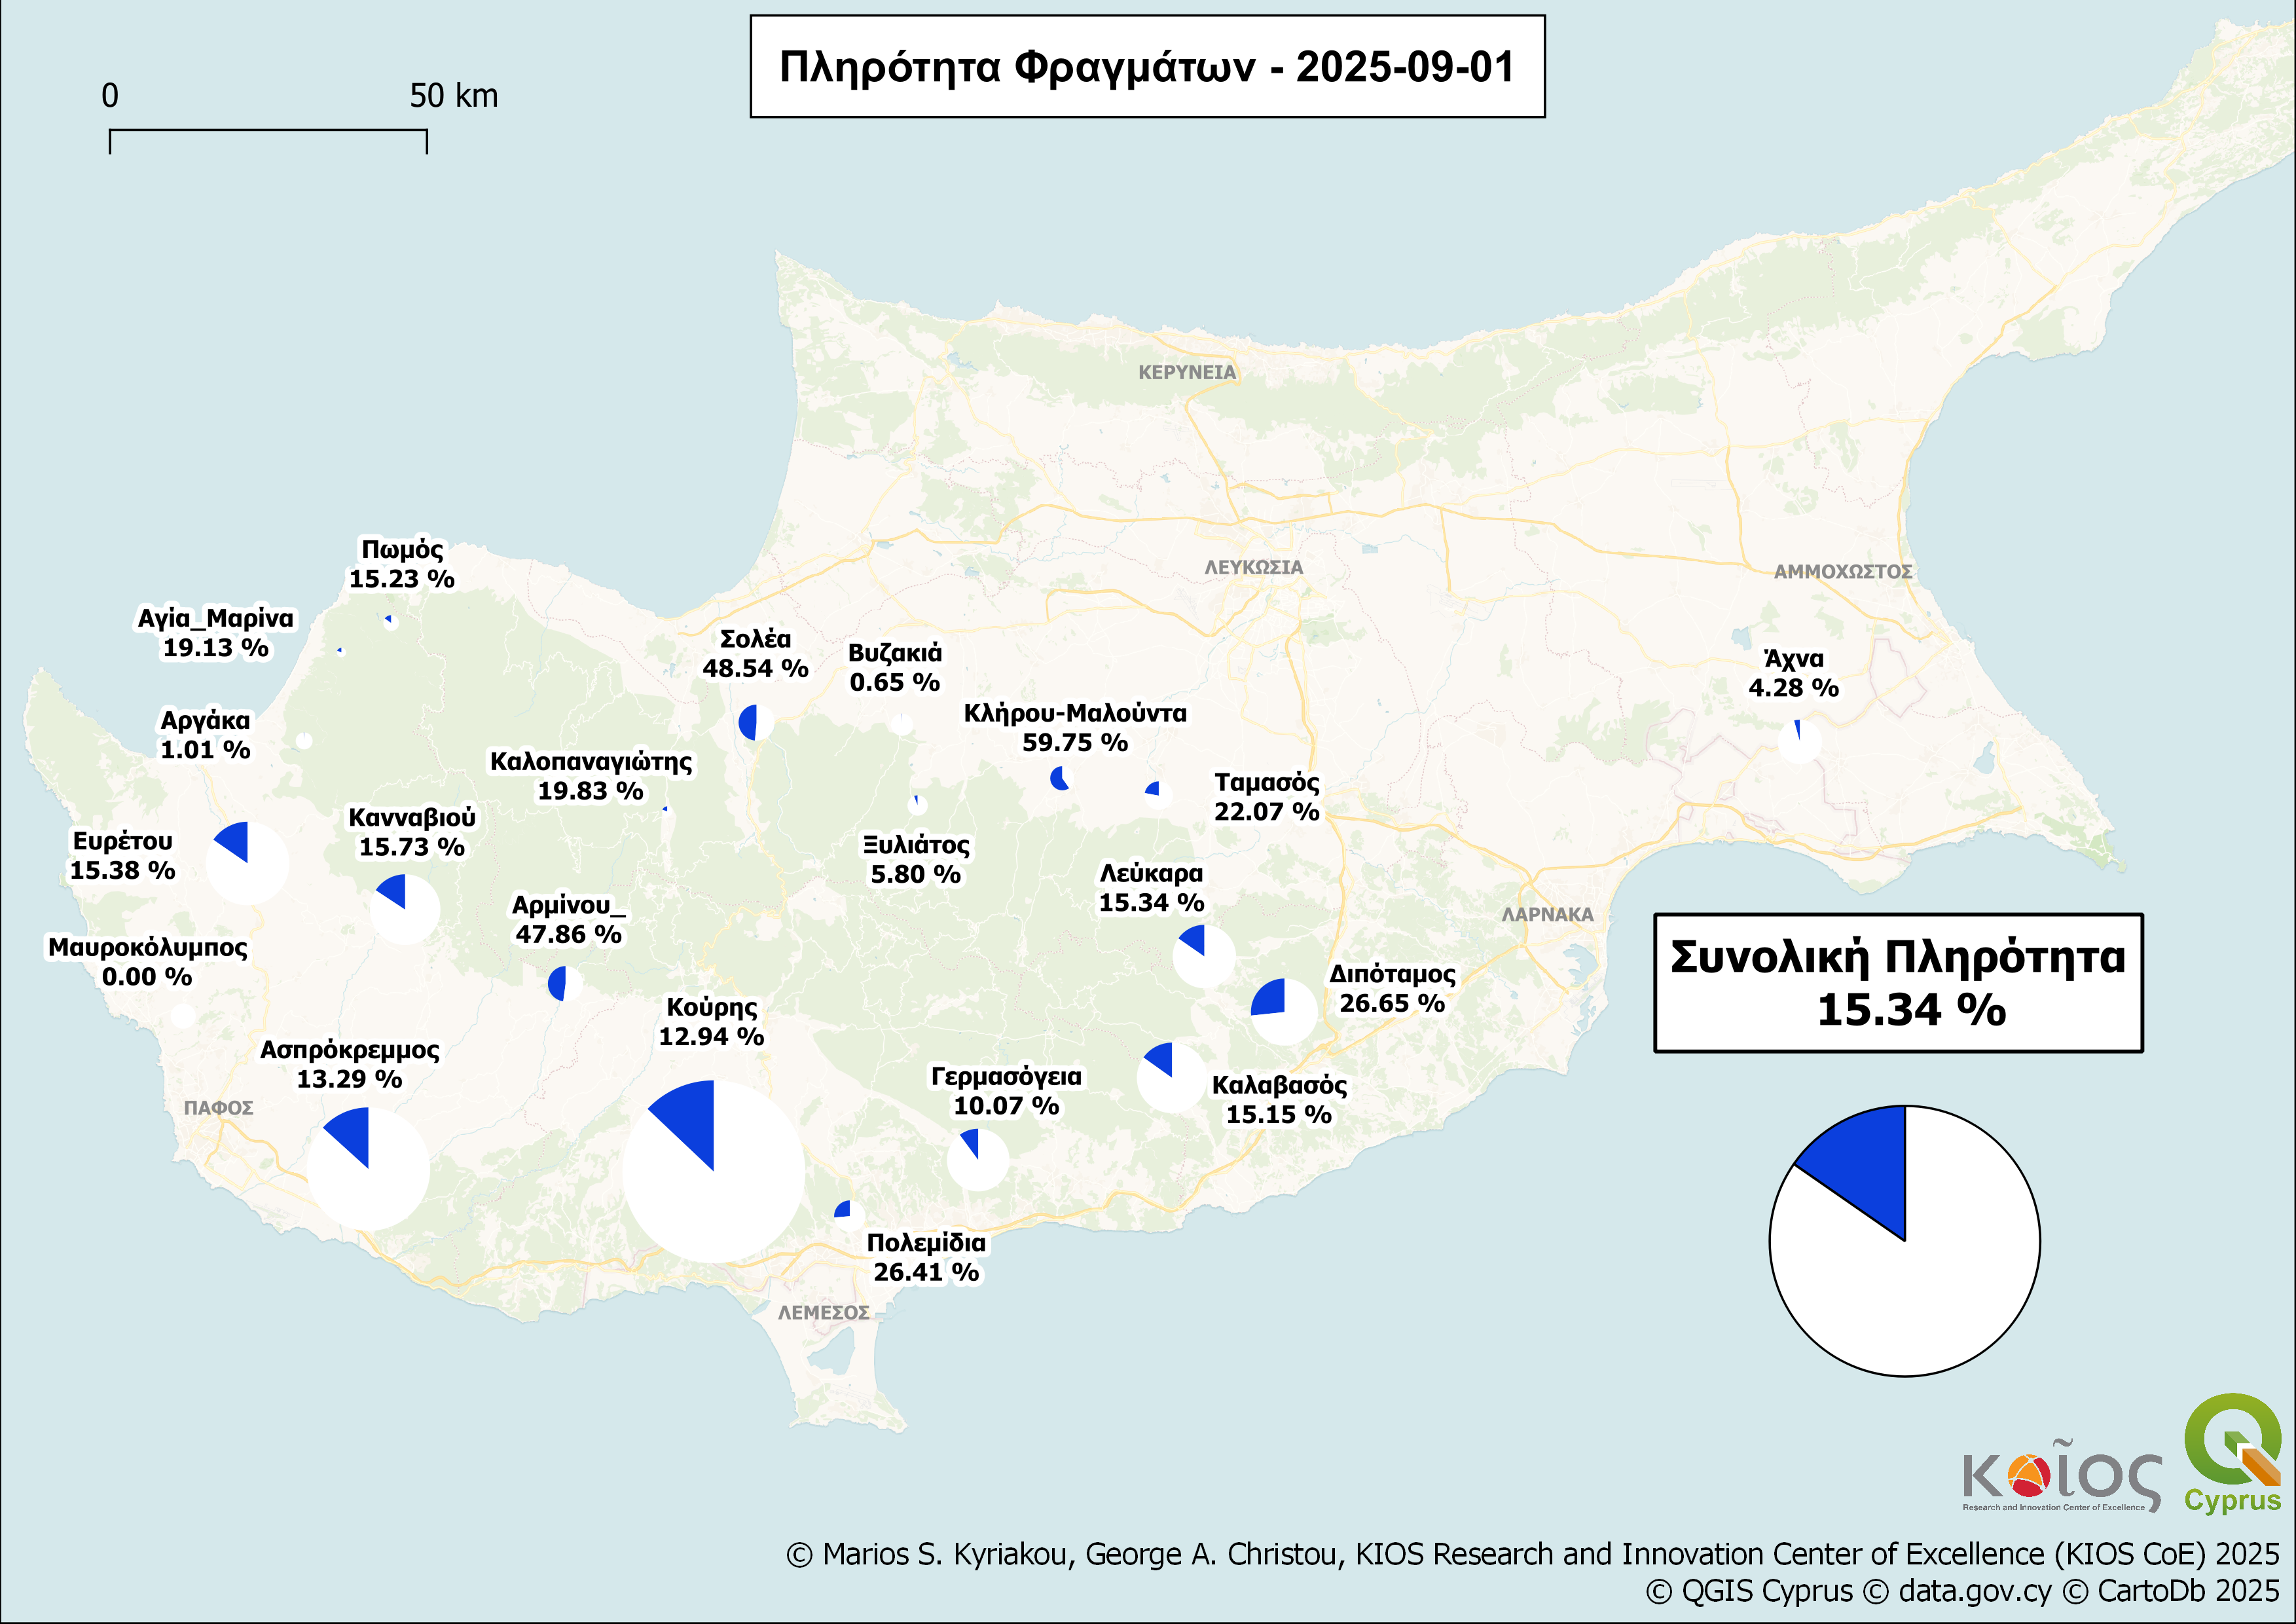 Πληρότητα Φραγμάτων - 2025-09-01
0 50 km
ΚΕΡΥΝΕΙΑ
Πωμός
15.23 %
ΛΕΥΚΩΣΙΑ
ΑΜΜΟΧΩΣΤΟΣ
Αγία_Μαρίνα
19.13 %
Σολέα
48.54 %
Βυζακιά
0.65 %
Άχνα
4.28 %
Αργάκα
1.01 %
Κλήρου-Μαλούντα
59.75 %
Καλοπαναγιώτης
19.83 %
Ταμασός
22.07 %
Ευρέτου
15.38 %
Κανναβιού
15.73 %
Ξυλιάτος
5.80 %
Λεύκαρα
15.34 %
Αρμίνου_
47.86 %
ΛΑΡΝΑΚΑ
Μαυροκόλυμπος
0.00 %
Διπόταμος
26.65 %
Συνολική Πληρότητα
15.34 %
Κούρης
12.94 %
Ασπρόκρεμμος
13.29 %
Γερμασόγεια
10.07 %
Καλαβασός
15.15 %
ΠΑΦΟΣ
Πολεμίδια
26.41 %
ΛΕΜΕΣΟΣ
κοῖος
Research and Innovation Center of Excellence
Cyprus
© Marios S. Kyriakou, George A. Christou, KIOS Research and Innovation Center of Excellence (KIOS CoE) 2025
© QGIS Cyprus © data.gov.cy © CartoDb 2025